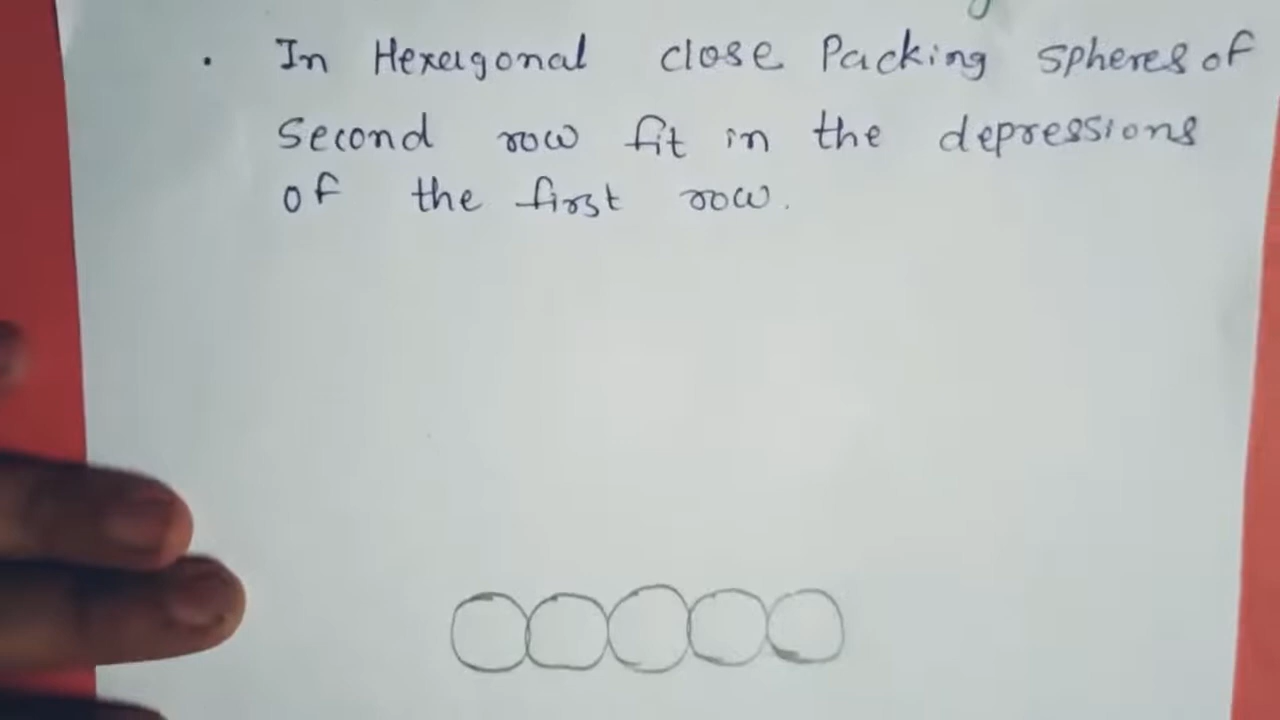 . In Hexagonal close Packing spheres of
Second row fit in the depressions
of the first row.